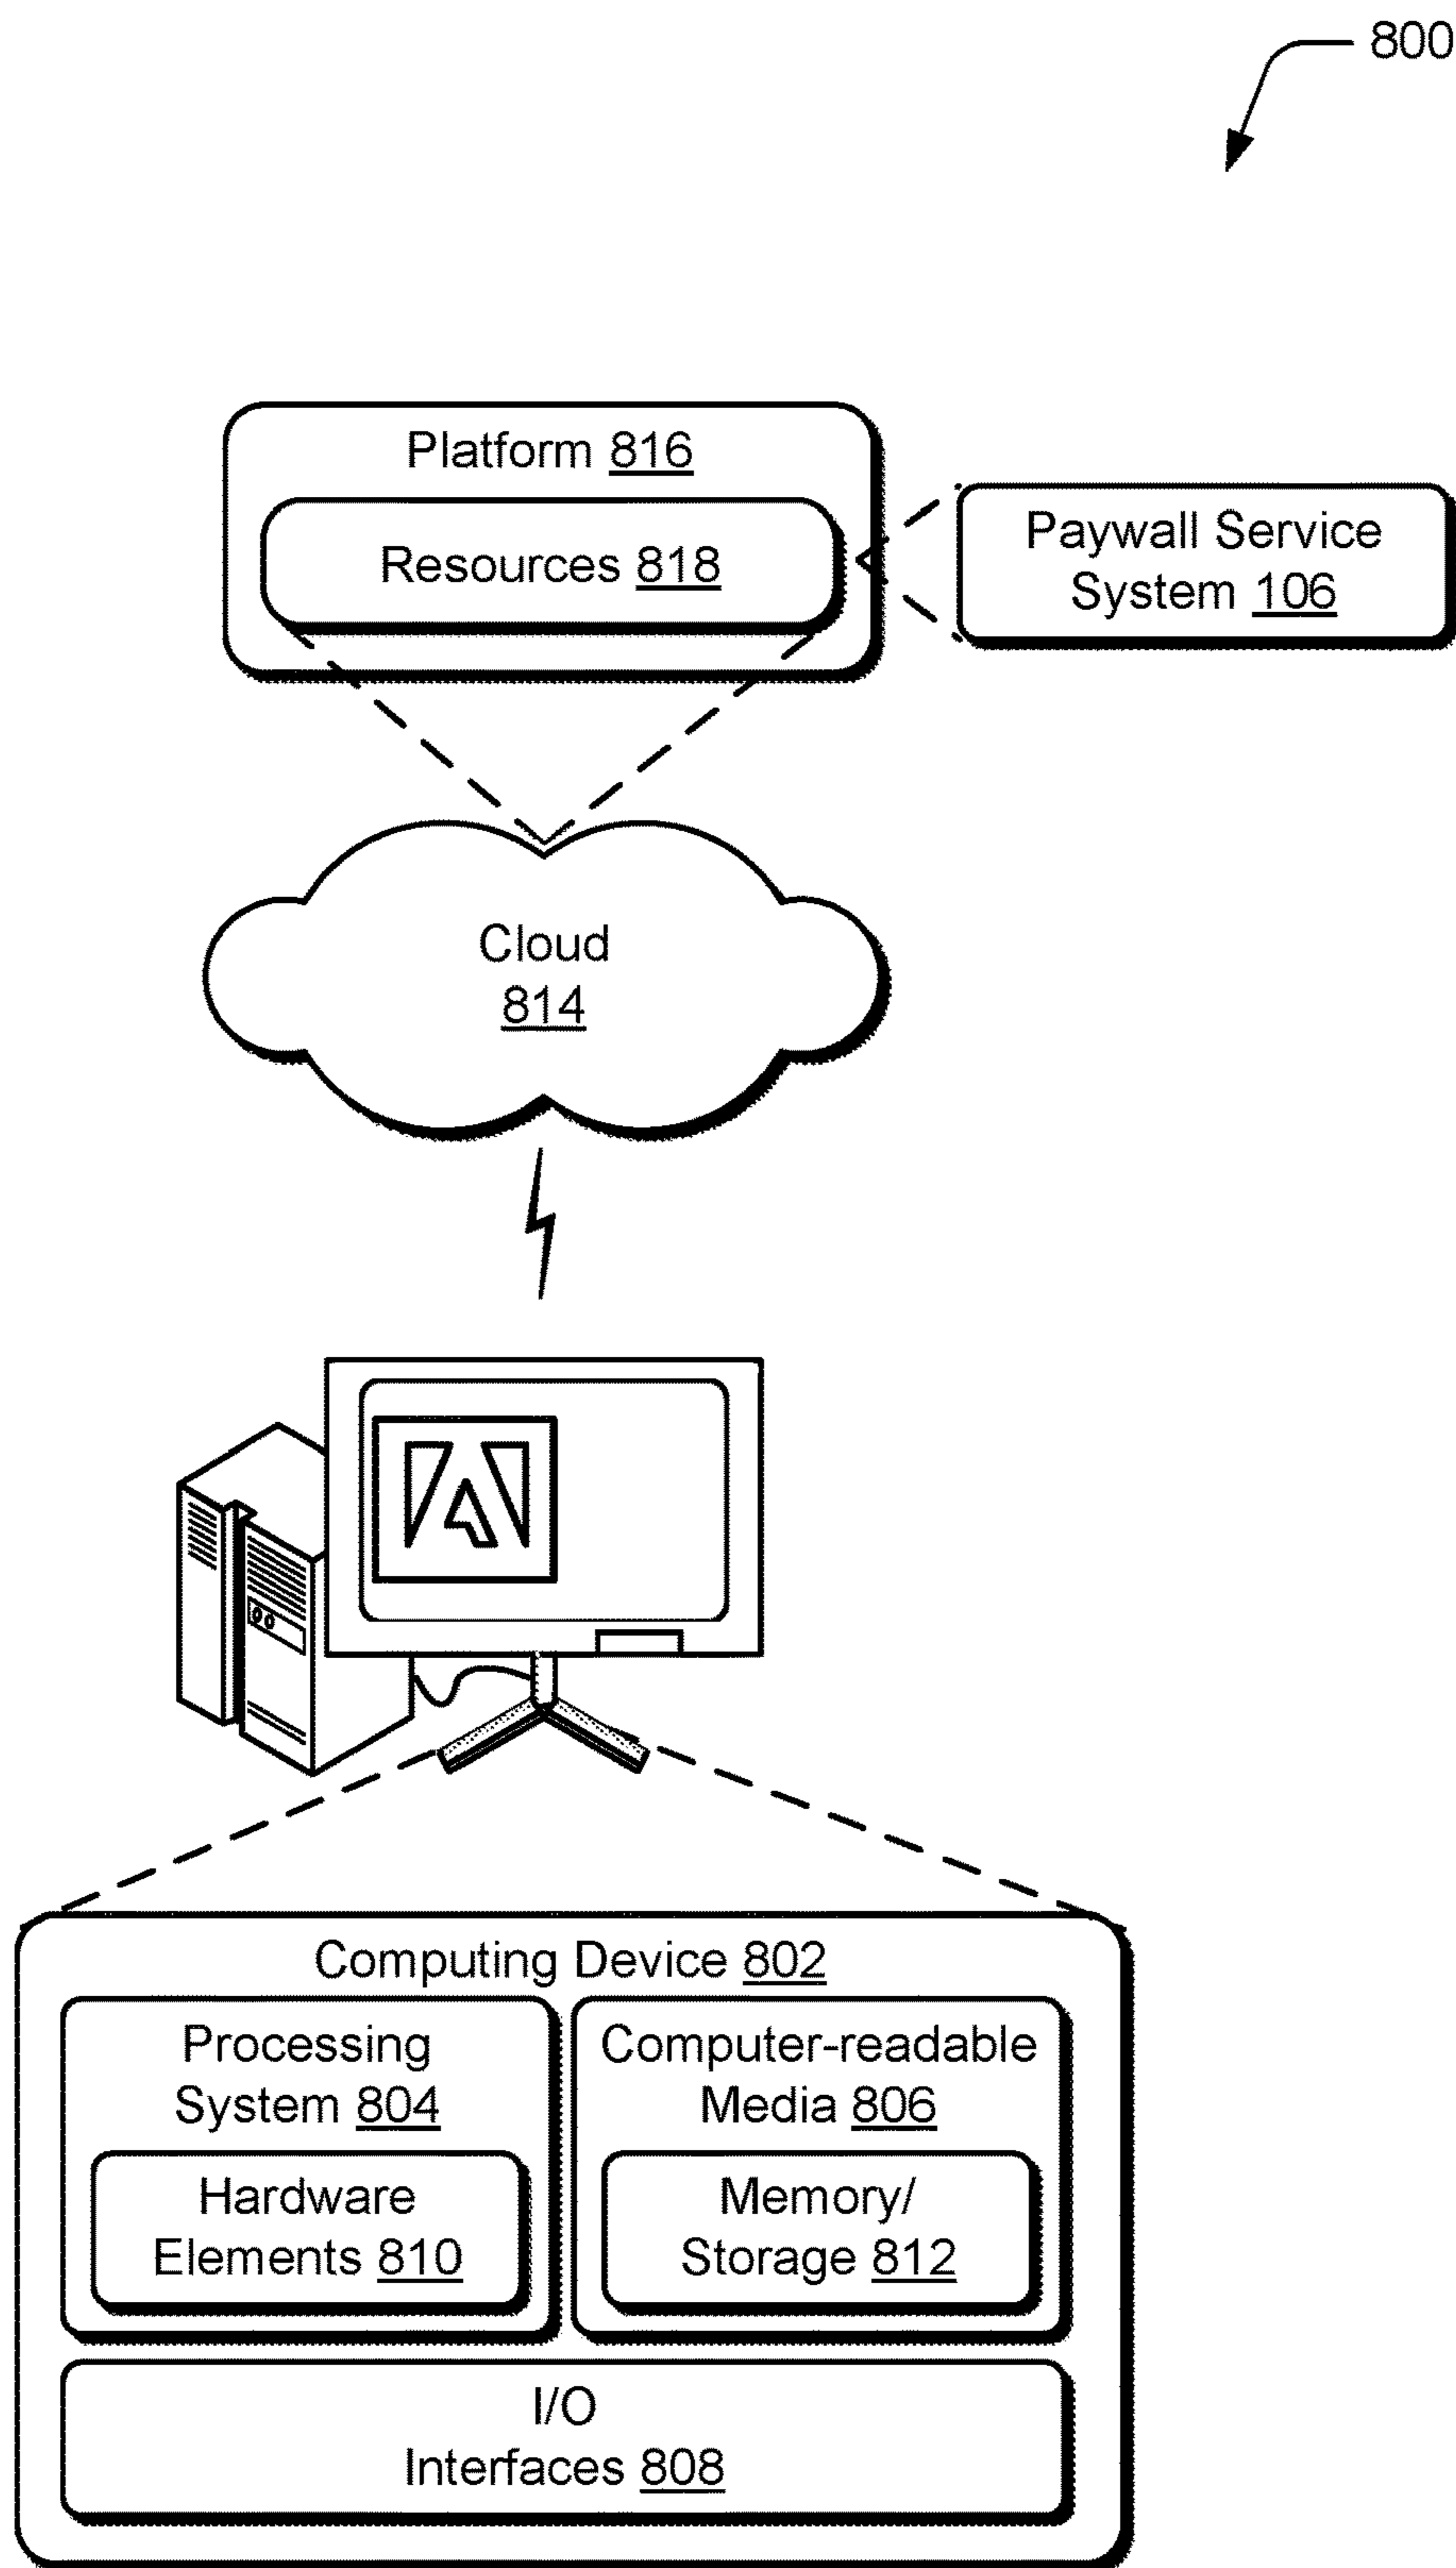 800
Platform 816
Resources 818
Paywall Service
System 106
Cloud
814
Computing Device 802
Processing
System 804
Hardware
Elements 810
Computer-readable
Media 806
Memory/
Storage 812
I/O
Interfaces 808